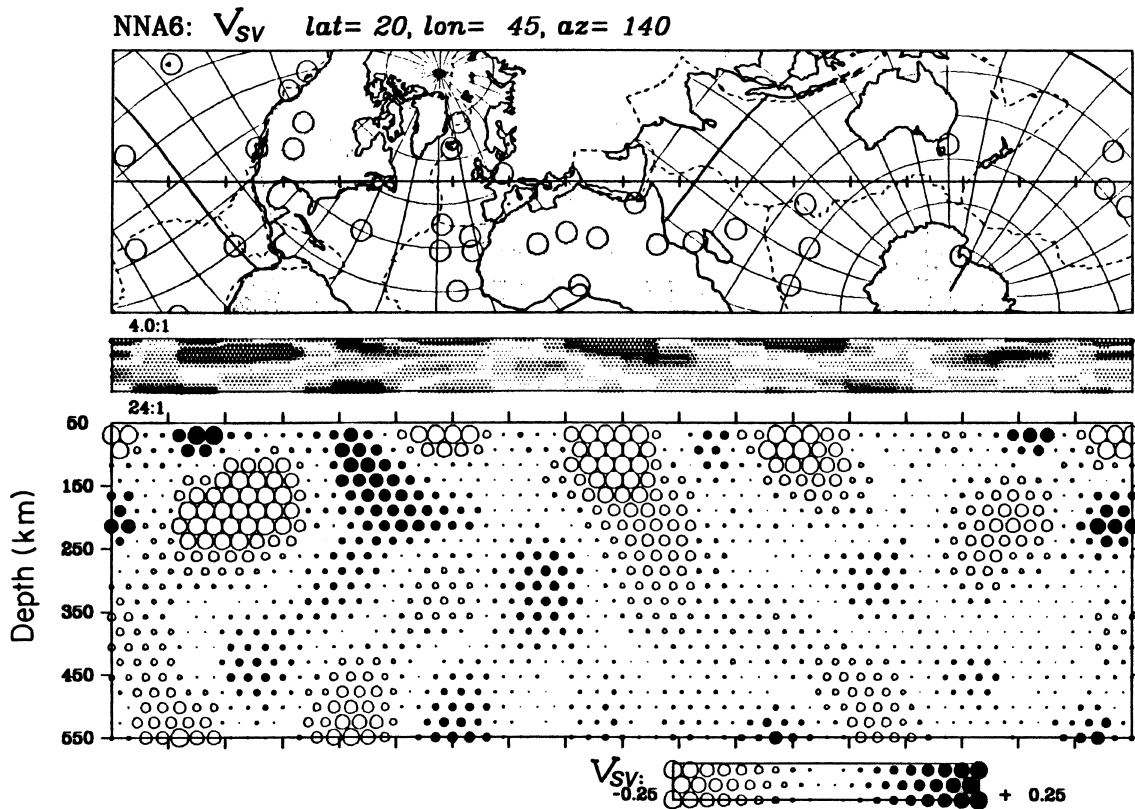 NNA6: V_SV lat= 20, lon= 45, az= 140
4.0:1
24:1
50
150
250
350
450
550
Depth (km)
V_SV:
-0.25 + 0.25